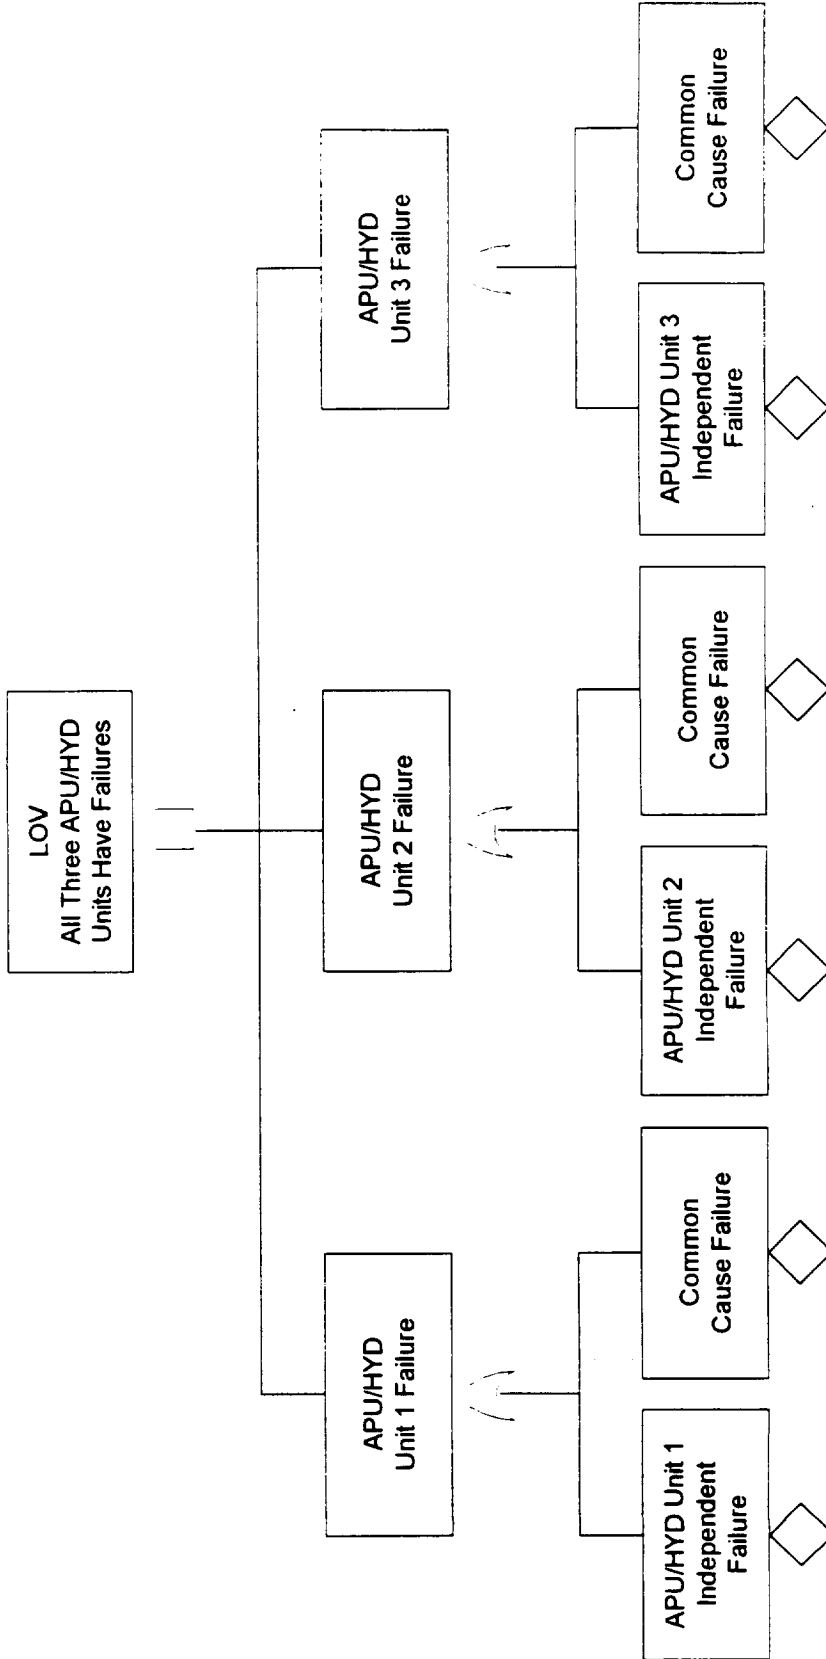 LOV
All Three APU/HYD
Units Have Failures
APU/HYD
Unit 1 Failure
APU/HYD
Unit 2 Failure
APU/HYD
Unit 3 Failure
APU/HYD Unit 1
Independent
Failure
Common
Cause Failure
APU/HYD Unit 2
Independent
Failure
Common
Cause Failure
APU/HYD Unit 3
Independent
Failure
Common
Cause Failure